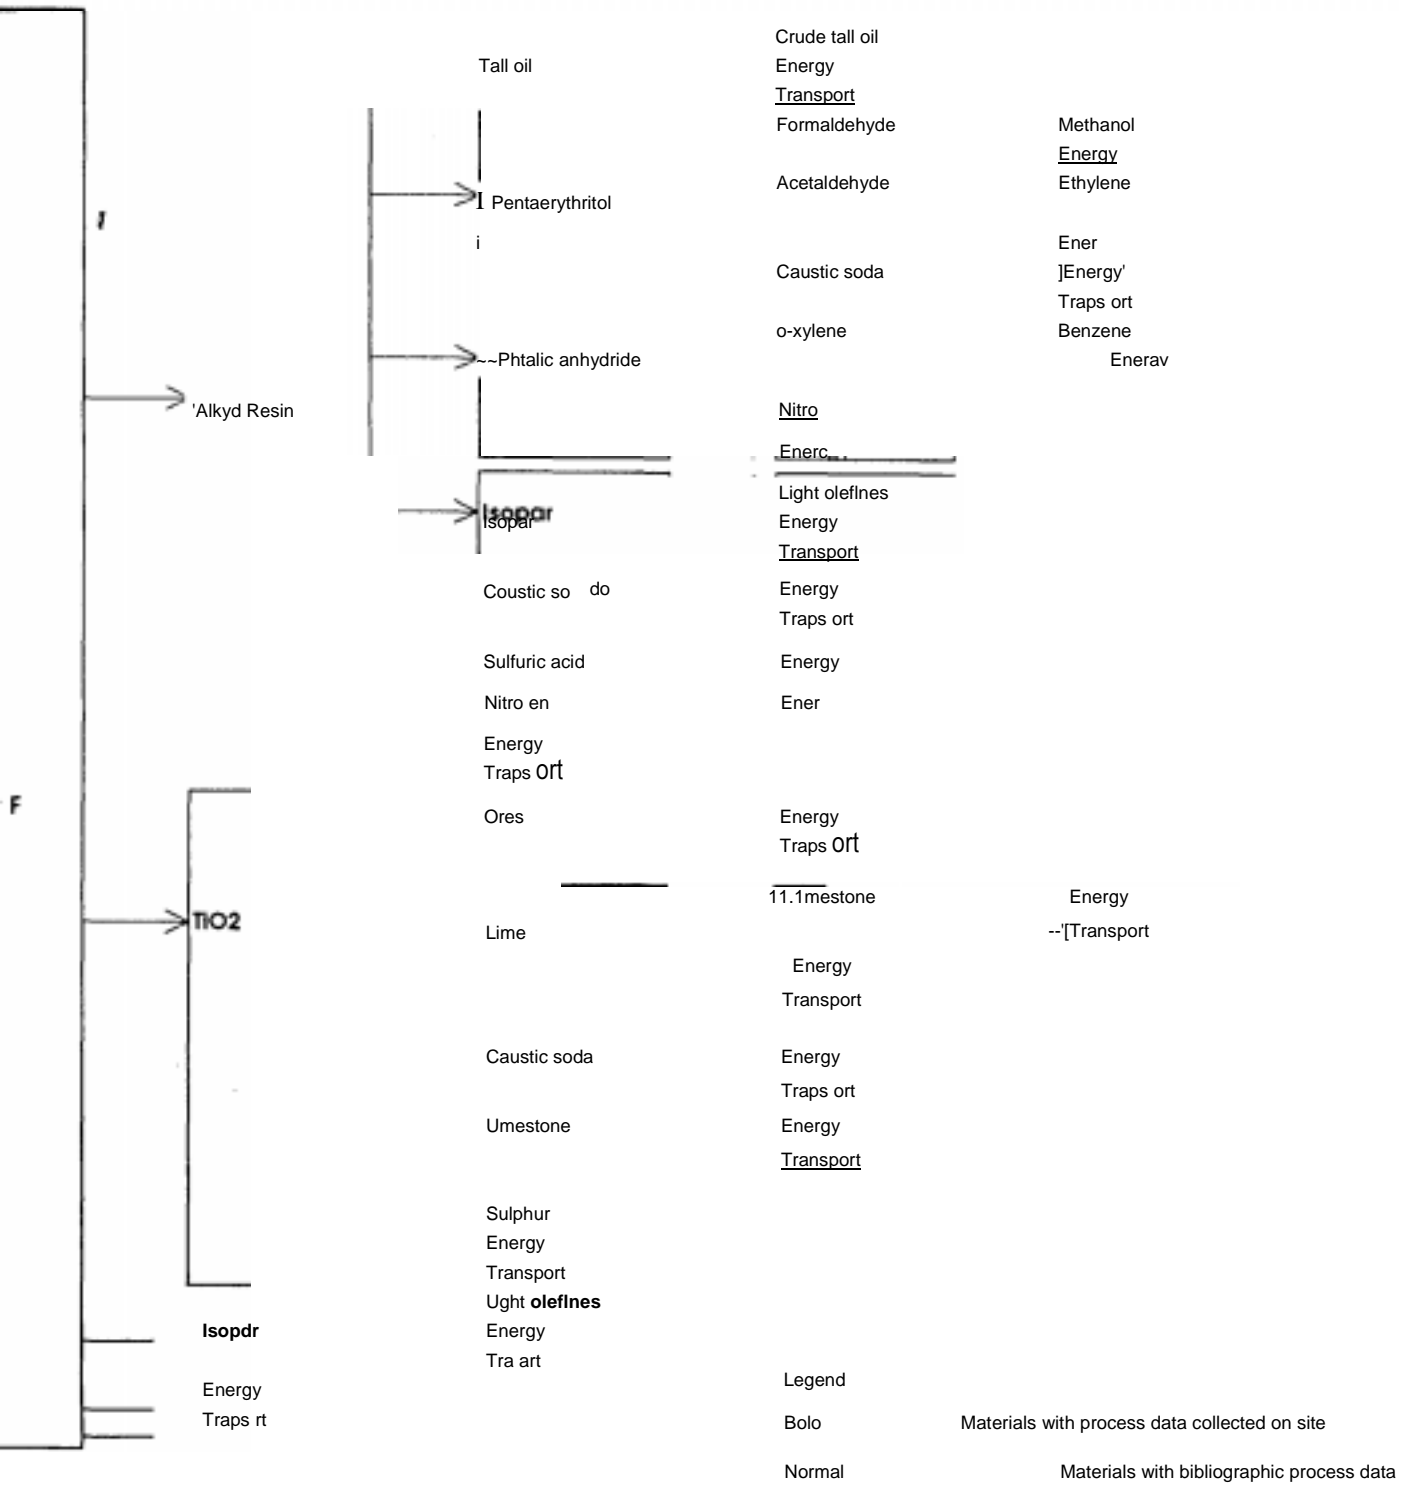 Crude tall oil
Tall oil Energy
Transport
Formaldehyde Methanol
Energy
Acetaldehyde Ethylene
I Pentaerythritol
I
i Ener
Caustic soda ]Energy'
Traps ort
o-xylene Benzene
~~Phtalic anhydride Enerav
'Alkyd Resin Nitro
Enerc
Light oleflnes
Isopar
Isopar Energy
Transport
Coustic so do Energy
Traps ort
Sulfuric acid Energy
Nitro en Ener
Energy
Traps ort
F
Ores Energy
Traps ort
11.1mestone Energy
TiO2
Lime --'[Transport
Energy
Transport
Caustic soda Energy
Traps ort
Umestone Energy
Transport
Sulphur
Energy
Transport
Ught oleflnes
Isopdr Energy
Tra art
Legend
Energy
Traps rt
Bolo Materials with process data collected on site
Normal Materials with bibliographic process data